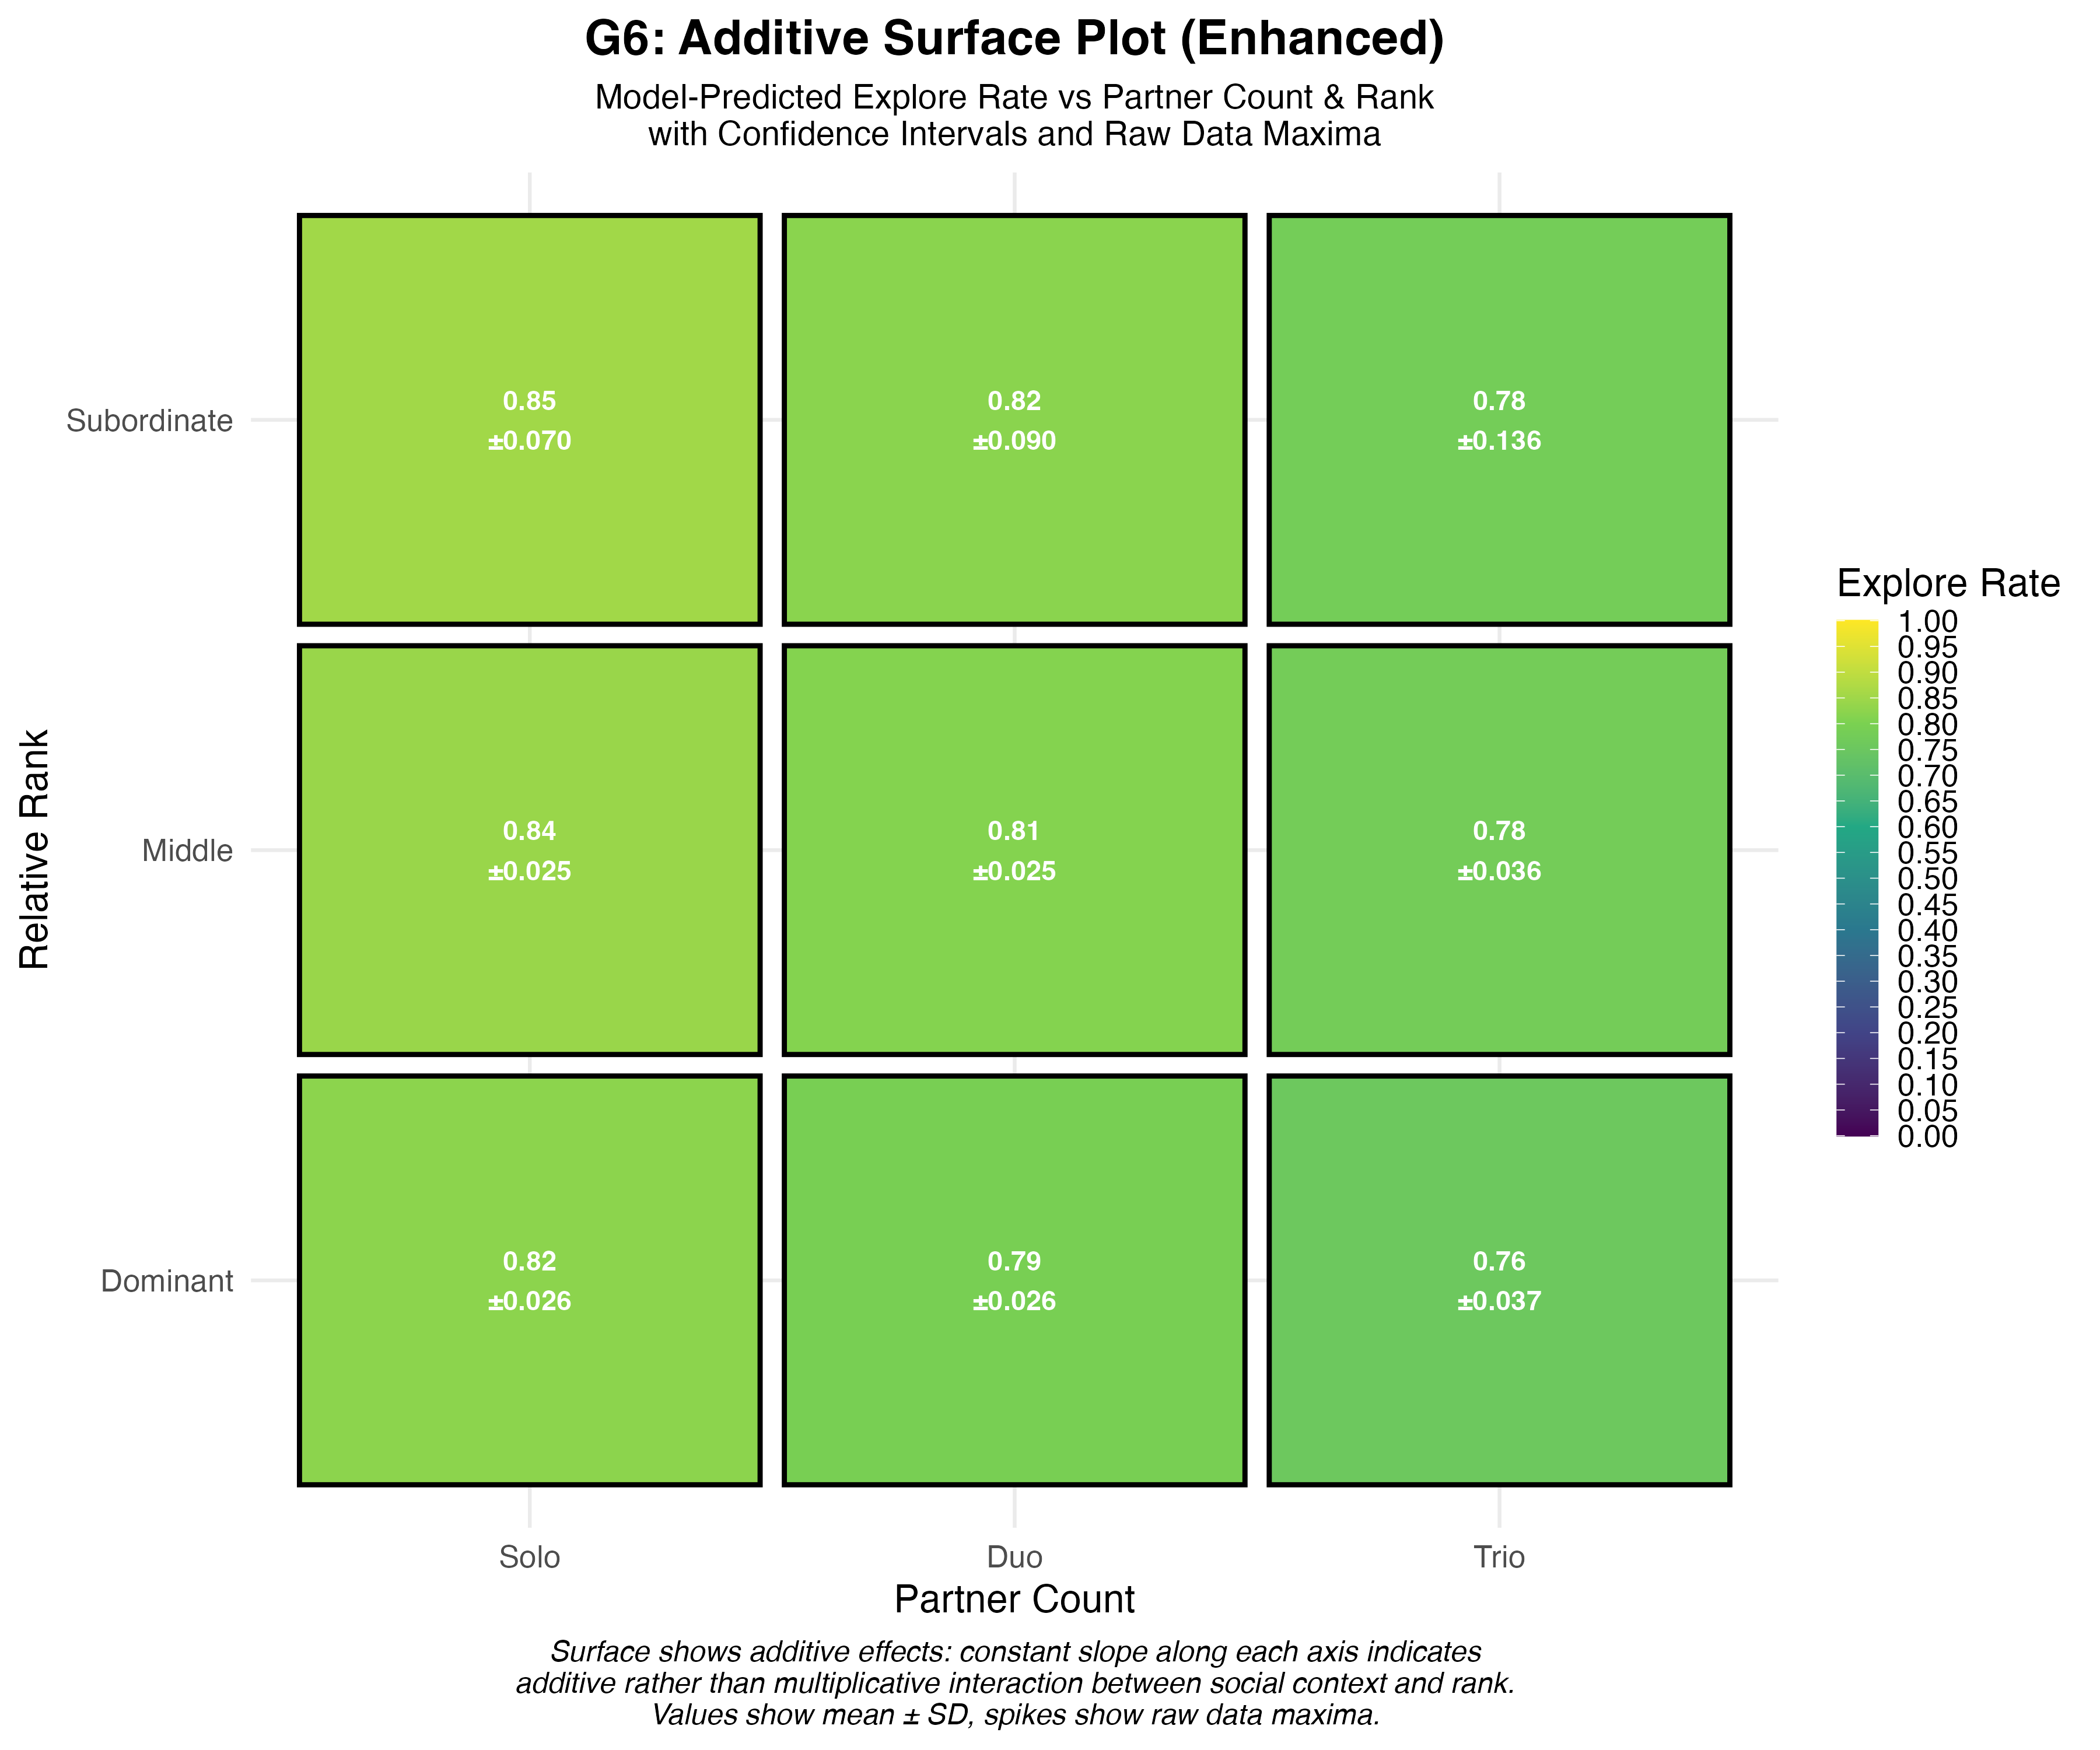 G6: Additive Surface Plot (Enhanced)
Model-Predicted Explore Rate vs Partner Count & Rank
with Confidence Intervals and Raw Data Maxima
Relative Rank
Subordinate
0.85
±0.070
0.82
±0.090
0.78
±0.136
Middle
0.84
±0.025
0.81
±0.025
0.78
±0.036
Dominant
0.82
±0.026
0.79
±0.026
0.76
±0.037
Solo
Duo
Trio
Partner Count
Explore Rate
1.00
0.95
0.90
0.85
0.80
0.75
0.70
0.65
0.60
0.55
0.50
0.45
0.40
0.35
0.30
0.25
0.20
0.15
0.10
0.05
0.00
Surface shows additive effects: constant slope along each axis indicates
additive rather than multiplicative interaction between social context and rank.
Values show mean ± SD, spikes show raw data maxima.